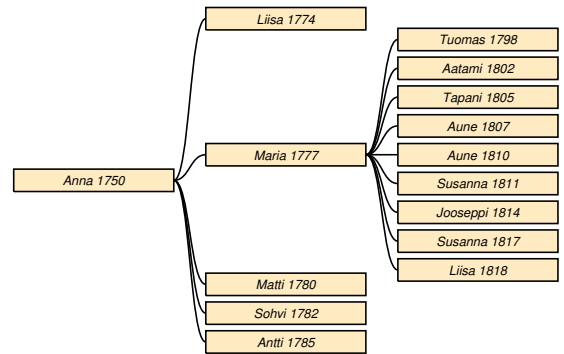 Anna 1750
Liisa 1774
Maria 1777
Matti 1780
Sohvi 1782
Antti 1785
Tuomas 1798
Aatami 1802
Tapani 1805
Aune 1807
Aune 1810
Susanna 1811
Jooseppi 1814
Susanna 1817
Liisa 1818